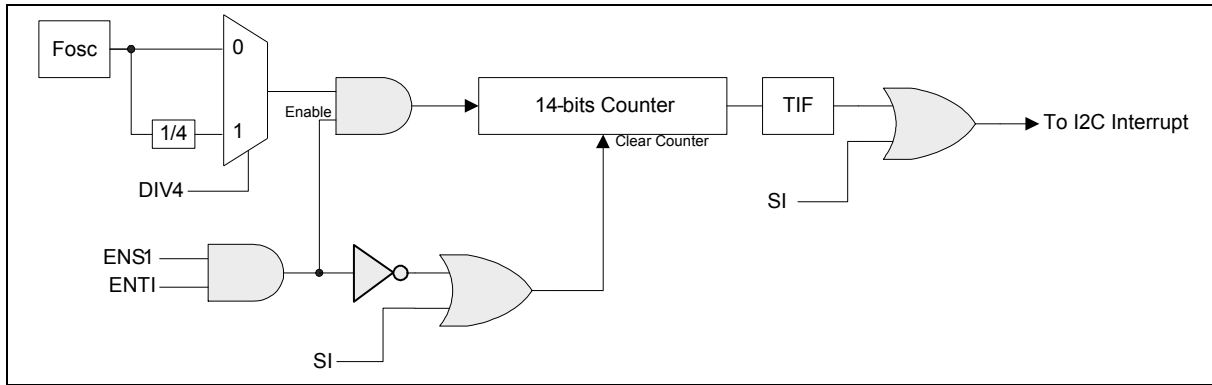 Fosc
0
1/4
1
DIV4
Enable
14-bits Counter
Clear Counter
TIF
SI
To I2C Interrupt
ENS1
ENTI
SI